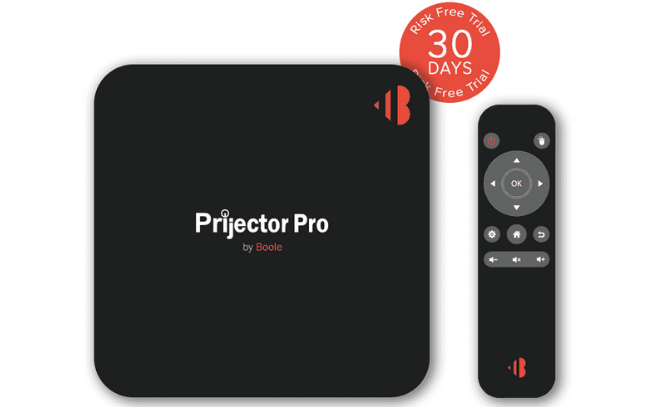 Risk Free Trial
30
DAYS
Risk Free Trial
Prijector Pro
by Boole
OK